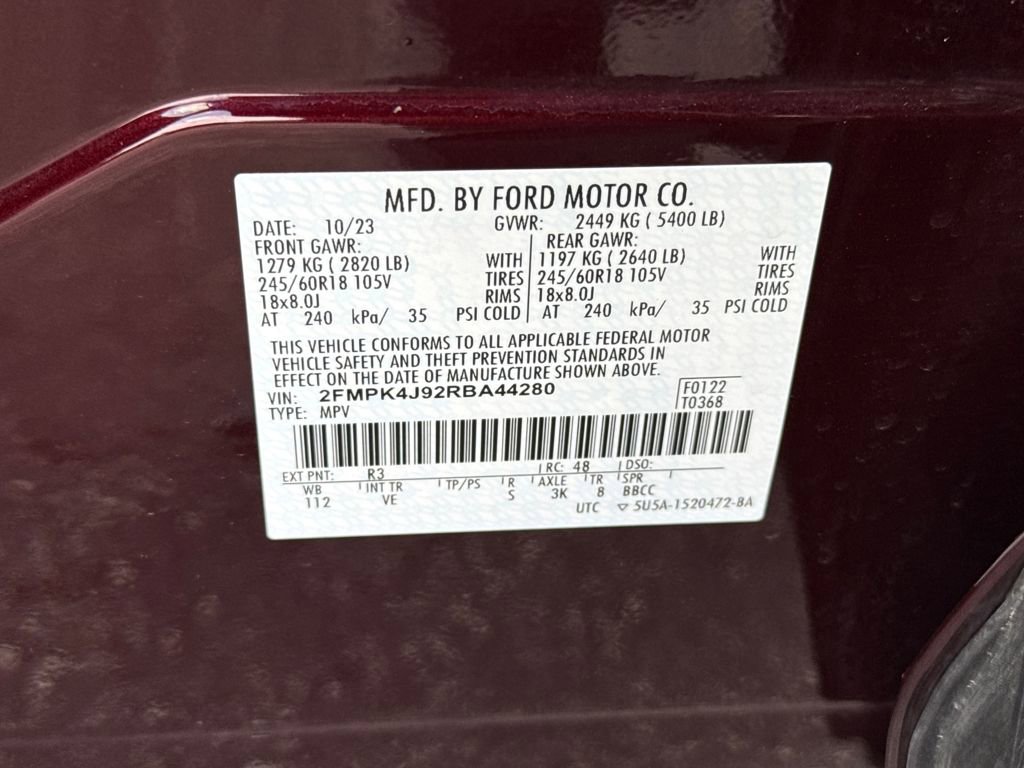 MFD. BY FORD MOTOR CO.
DATE: 10/23 GVWR: 2449 KG ( 5400 LB)
FRONT GAWR: REAR GAWR:
1279 KG ( 2820 LB) WITH 1197 KG ( 2640 LB) WITH
245/60R18 105V TIRES 245/60R18 105V TIRES
18x8.0J RIMS 18x8.0J RIMS
AT 240 kPa/ 35 PSI COLD AT 240 kPa/ 35 PSI COLD
THIS VEHICLE CONFORMS TO ALL APPLICABLE FEDERAL MOTOR
VEHICLE SAFETY AND THEFT PREVENTION STANDARDS IN
EFFECT ON THE DATE OF MANUFACTURE SHOWN ABOVE.
VIN: 2FMPK4J92RBA44280 F0122
TYPE: MPV T0368
EXT PNT: R3 RC: 48 DSO:
WB INT TR TP/PS R AXLE TR SPR
112 VE S 3K 8 BBCC
UTC ▽ 5U5A-1520472-BA